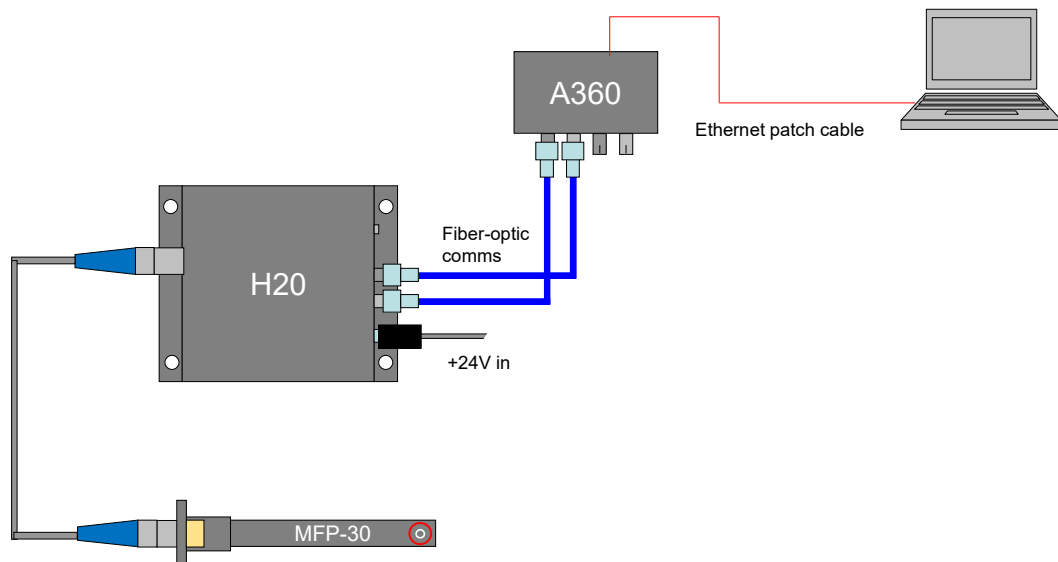 A360
Ethernet patch cable
Fiber-optic
comms
H20
+24V in
MFP-30